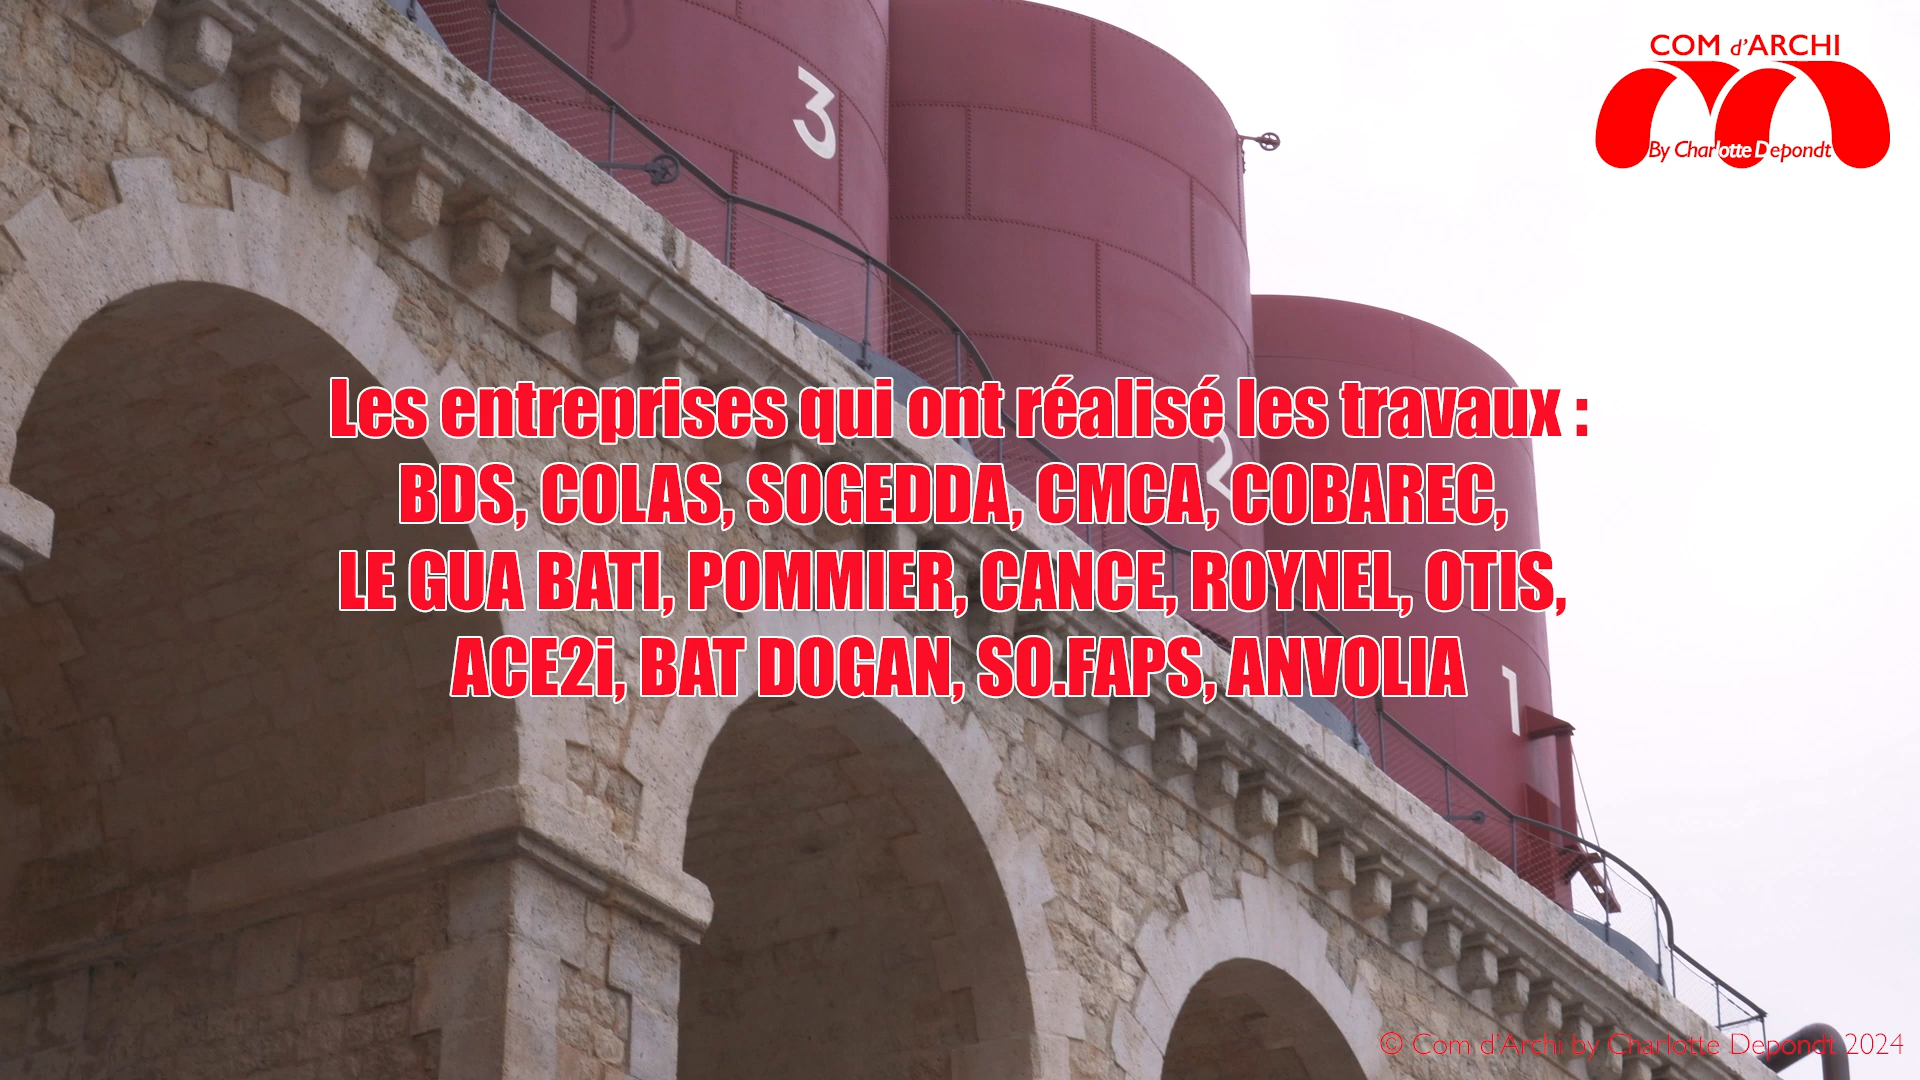 COM d'ARCHI
By Charlotte Depondt
3
Les entreprises qui ont réalisé les travaux :
2
BDS, COLAS, SOGEDDA, CMCA, COBAREC,
LE GUA BATI, POMMIER, CANCE, ROYNEL, OTIS,
ACE2i, BAT DOGAN, SO.FAPS, ANVOLIA
1
© Com d'Archi by Charlotte Depondt 2024